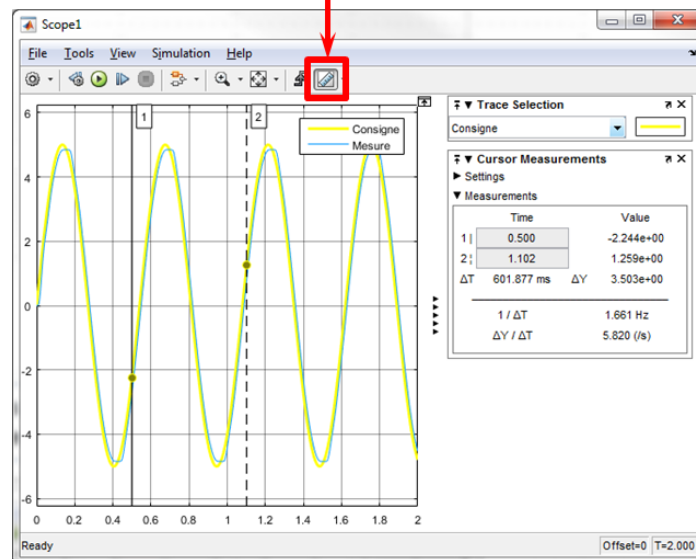 Scope1
File Tools View Simulation Help
6
4
2
0
-2
-4
-6
1
2
Consigne
Mesure
0 0.2 0.4 0.6 0.8 1 1.2 1.4 1.6 1.8 2
Trace Selection
Consigne
Cursor Measurements
Settings
Measurements
Time Value
1 0.500 -2.244e+00
2 1.102 1.259e+00
ΔT 601.877 ms ΔY 3.503e+00
1 / ΔT 1.661 Hz
ΔY / ΔT 5.820 (/s)
Ready Offset=0 T=2.000